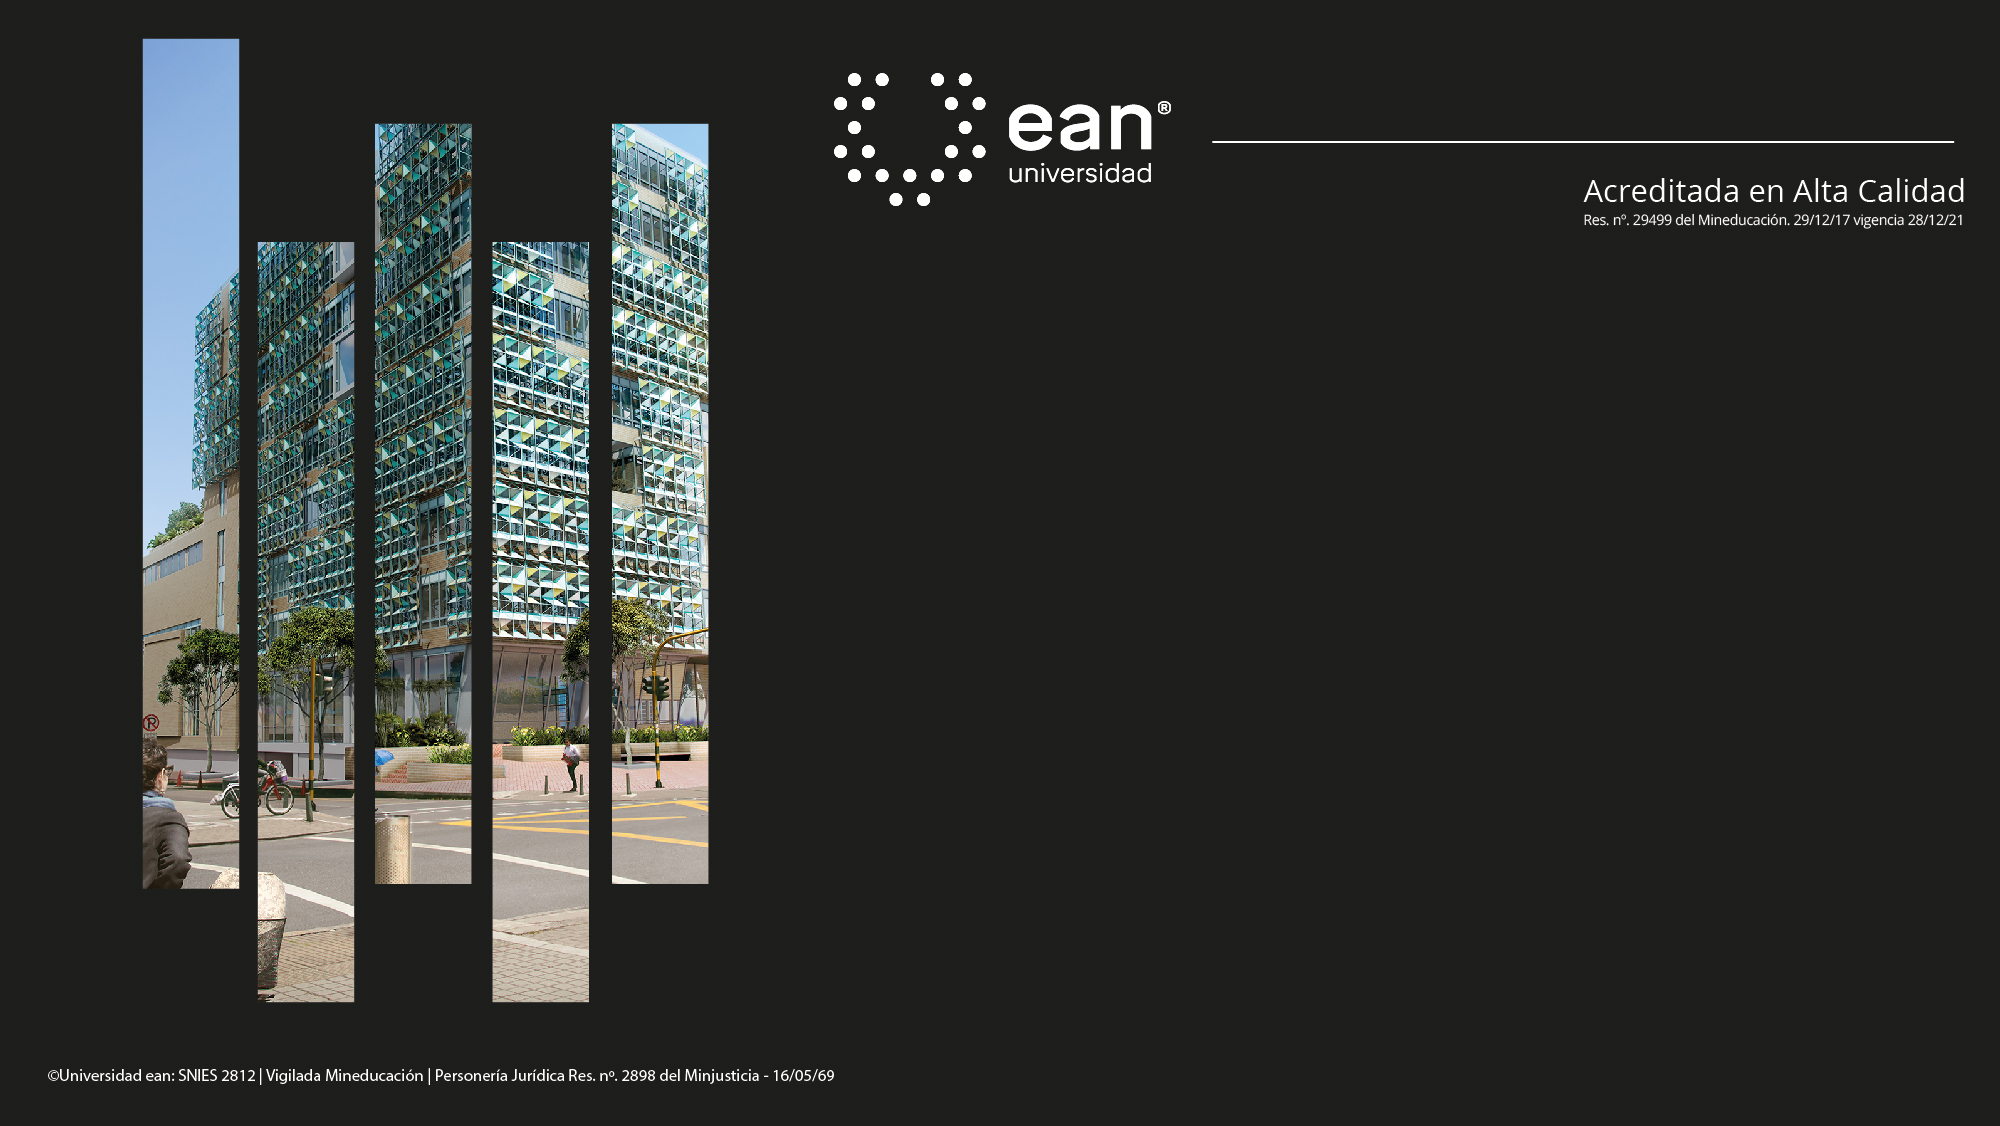 ean®
universidad
Acreditada en Alta Calidad
Res. nº. 29499 del Mineducación. 29/12/17 vigencia 28/12/21
©Universidad ean: SNIES 2812 | Vigilada Mineducación | Personería Jurídica Res. nº. 2898 del Minjusticia - 16/05/69